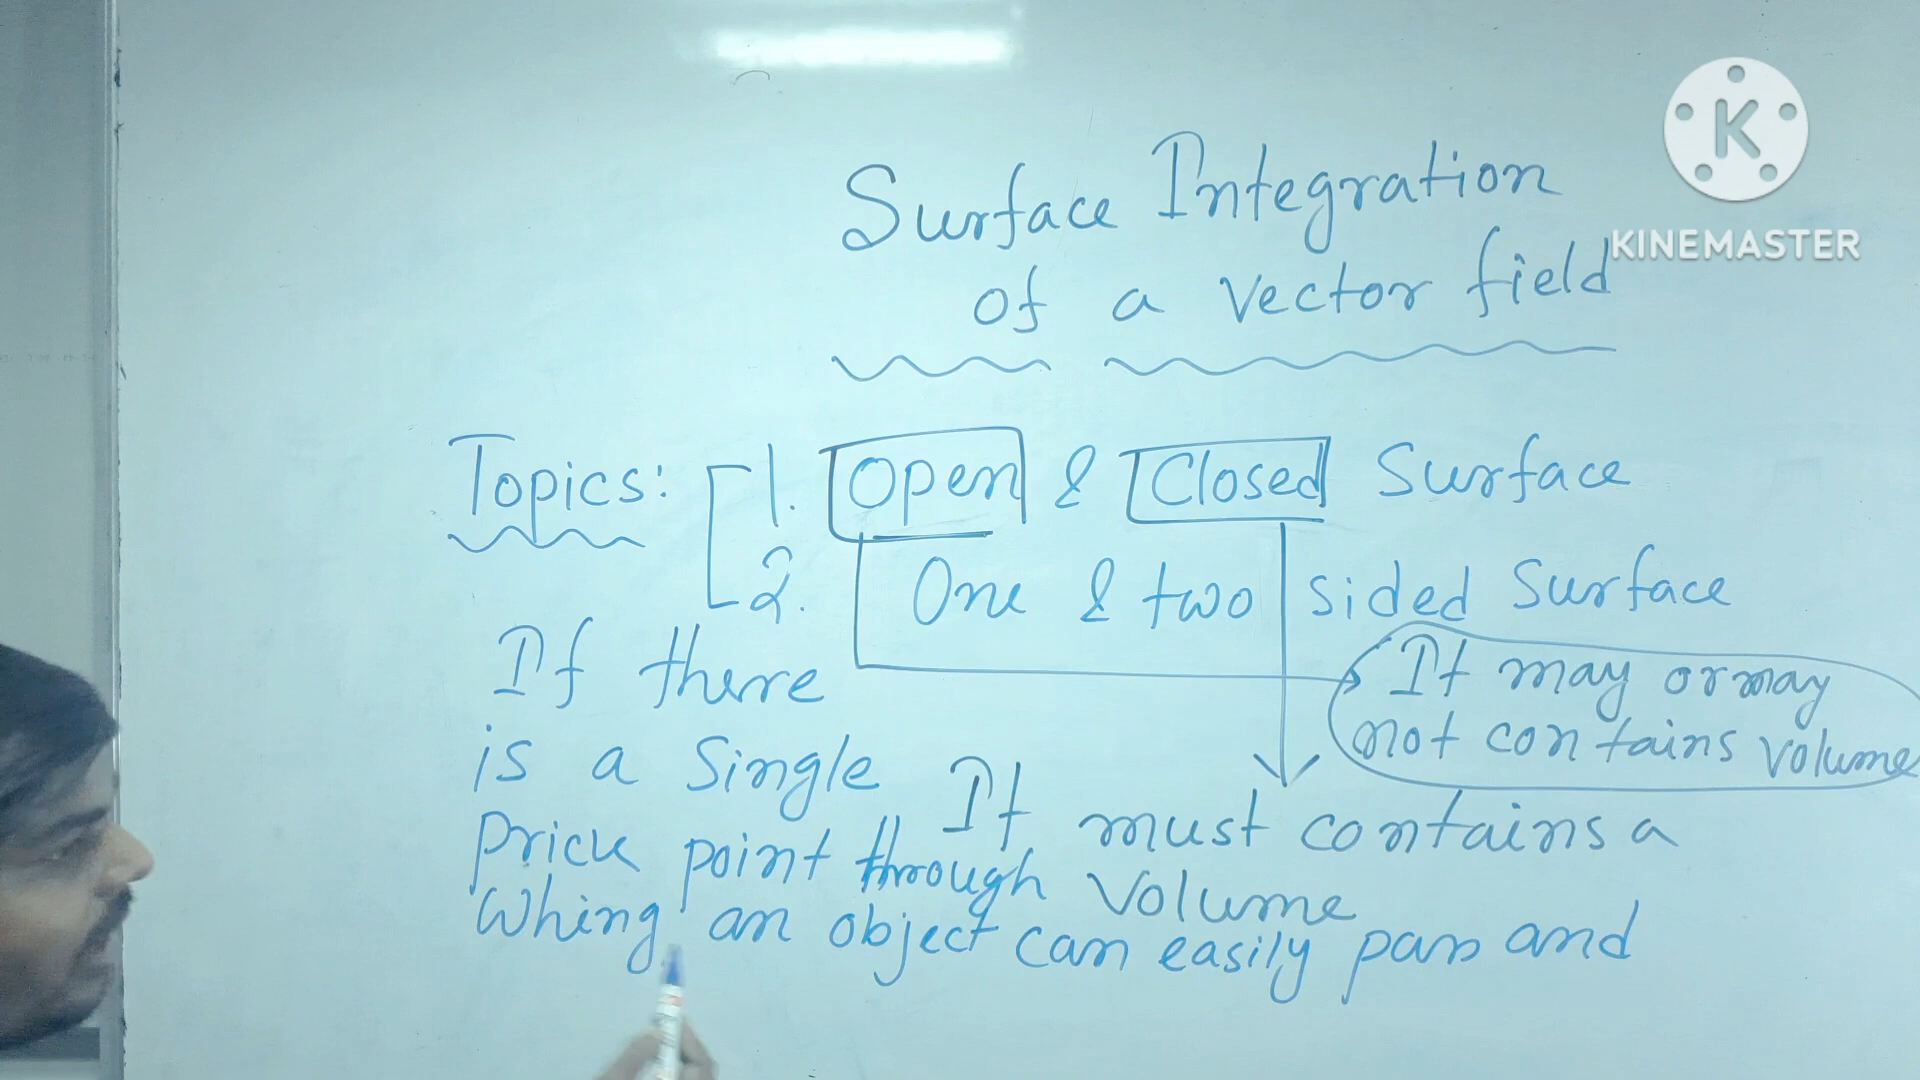 Surface Integration
of a vector field
Topics: 1. Open & Closed Surface
2. One & two sided Surface
It may or may
not contains volume
It must contains a
Volume
If there
is a Single
Prick point through
Whing an object can easily pass and
K
KINEMASTER